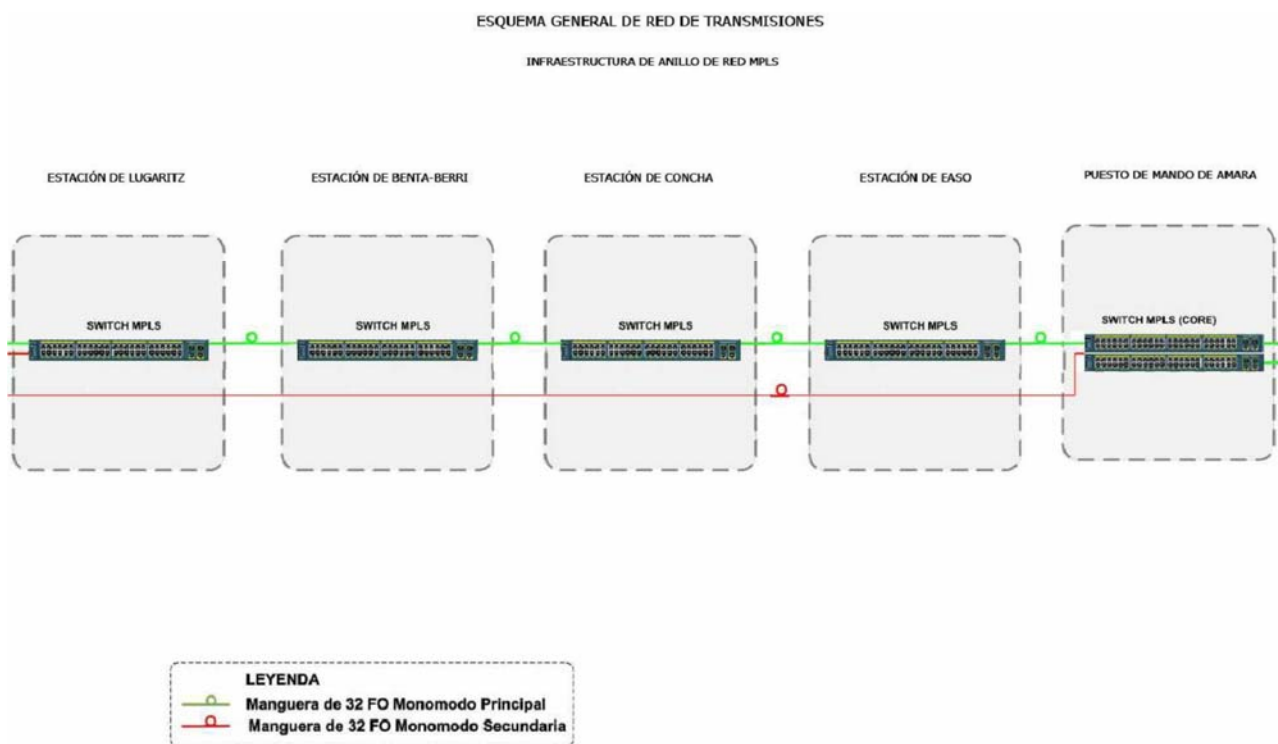 ESQUEMA GENERAL DE RED DE TRANSMISIONES
INFRAESTRUCTURA DE ANILLO DE RED MPLS
ESTACIÓN DE LUGARITZ
ESTACIÓN DE BENTA-BERRI
ESTACIÓN DE CONCHA
ESTACIÓN DE EASO
PUESTO DE MANDO DE AMARA
SWITCH MPLS
SWITCH MPLS
SWITCH MPLS
SWITCH MPLS
SWITCH MPLS (CORE)
LEYENDA
Manguera de 32 FO Monomodo Principal
Manguera de 32 FO Monomodo Secundaria